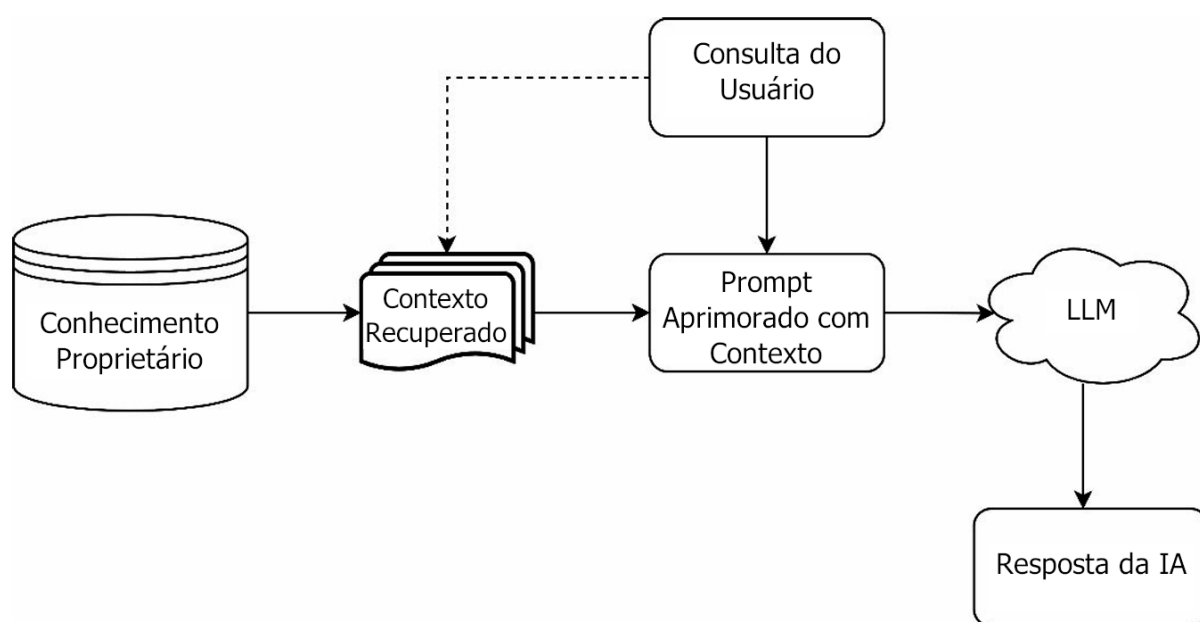 Consulta do
Usuário
Conhecimento
Proprietário
Contexto
Recuperado
Prompt
Aprimorado com
Contexto
LLM
Resposta da IA